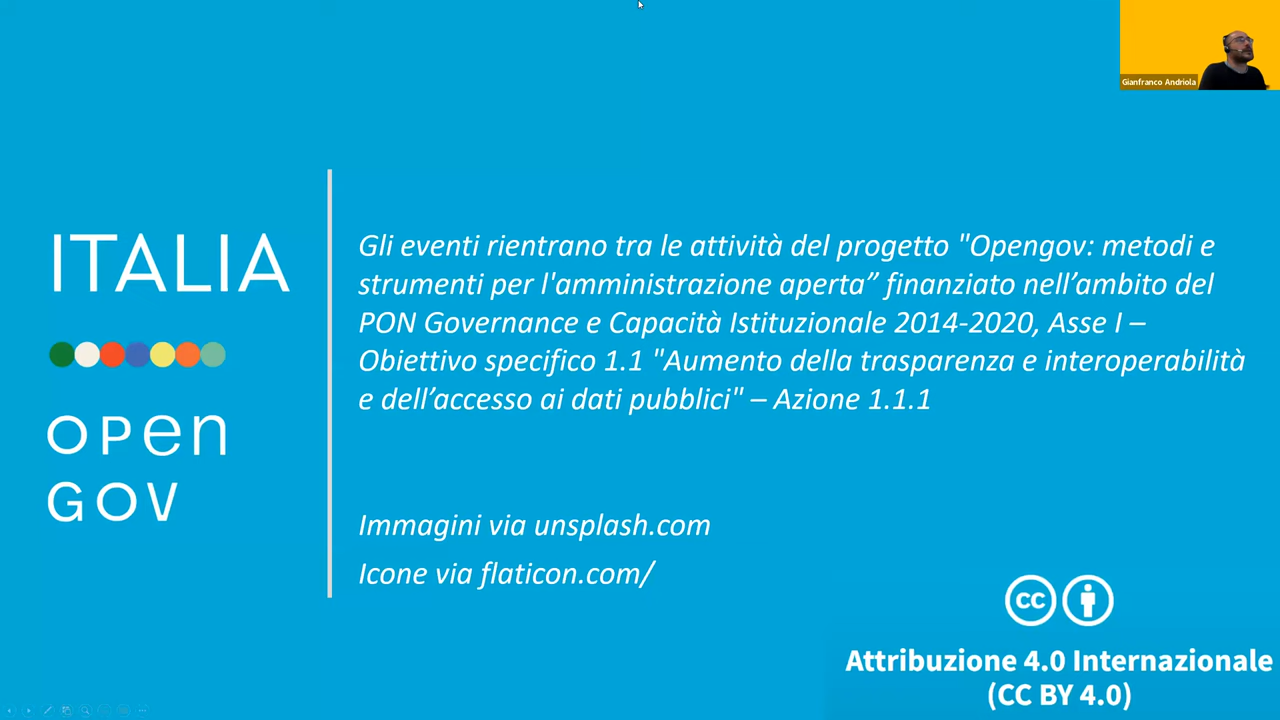 Gianfranco Andriola
ITALIA
OPEN
GOV
Gli eventi rientrano tra le attività del progetto "Opengov: metodi e
strumenti per l'amministrazione aperta” finanziato nell’ambito del
PON Governance e Capacità Istituzionale 2014-2020, Asse I –
Obiettivo specifico 1.1 "Aumento della trasparenza e interoperabilità
e dell’accesso ai dati pubblici" – Azione 1.1.1
Immagini via unsplash.com
Icone via flaticon.com/
CC
Attribuzione 4.0 Internazionale
(CC BY 4.0)